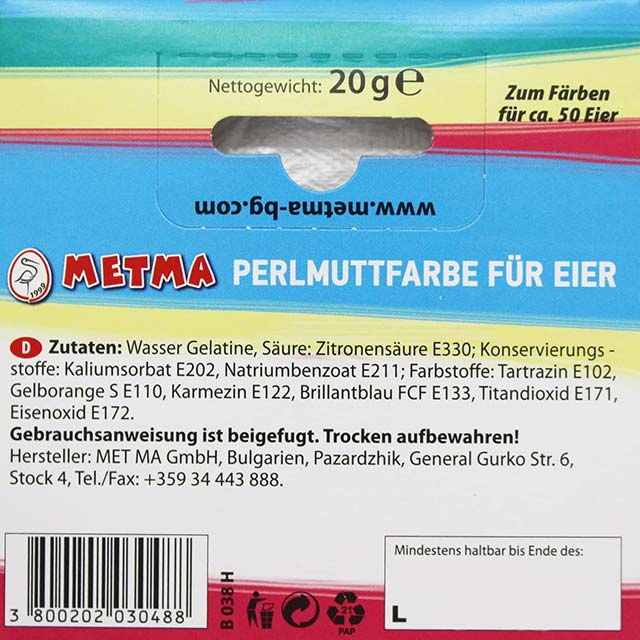 Nettogewicht: 20 g ℮
Zum Färben
für ca. 50 Eier
www.metma-bg.com
1999
METMA PERLMUTTFARBE FÜR EIER
D Zutaten: Wasser Gelatine, Säure: Zitronensäure E330; Konservierungs -
stoffe: Kaliumsorbat E202, Natriumbenzoat E211; Farbstoffe: Tartrazin E102,
Gelborange S E110, Karmezin E122, Brillantblau FCF E133, Titandioxid E171,
Eisenoxid E172.
Gebrauchsanweisung ist beigefugt. Trocken aufbewahren!
Hersteller: MET MA GmbH, Bulgarien, Pazardzhik, General Gurko Str. 6,
Stock 4, Tel./Fax: +359 34 443 888.
3 800202 030488
B 038 H
21
PAP
Mindestens haltbar bis Ende des:
L